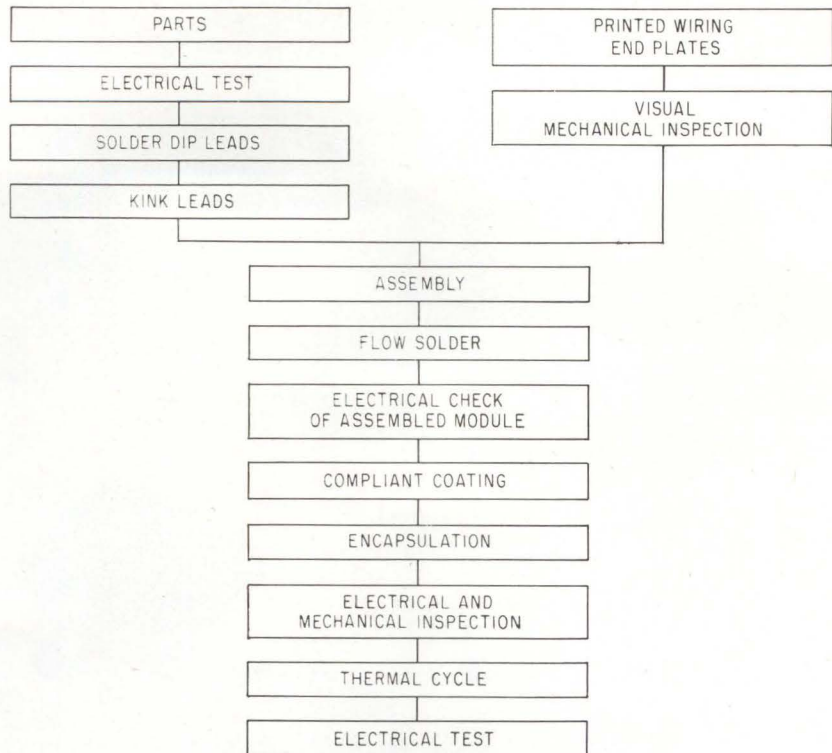 PARTS
ELECTRICAL TEST
SOLDER DIP LEADS
KINK LEADS
PRINTED WIRING
END PLATES
VISUAL
MECHANICAL INSPECTION
ASSEMBLY
FLOW SOLDER
ELECTRICAL CHECK
OF ASSEMBLED MODULE
COMPLIANT COATING
ENCAPSULATION
ELECTRICAL AND
MECHANICAL INSPECTION
THERMAL CYCLE
ELECTRICAL TEST